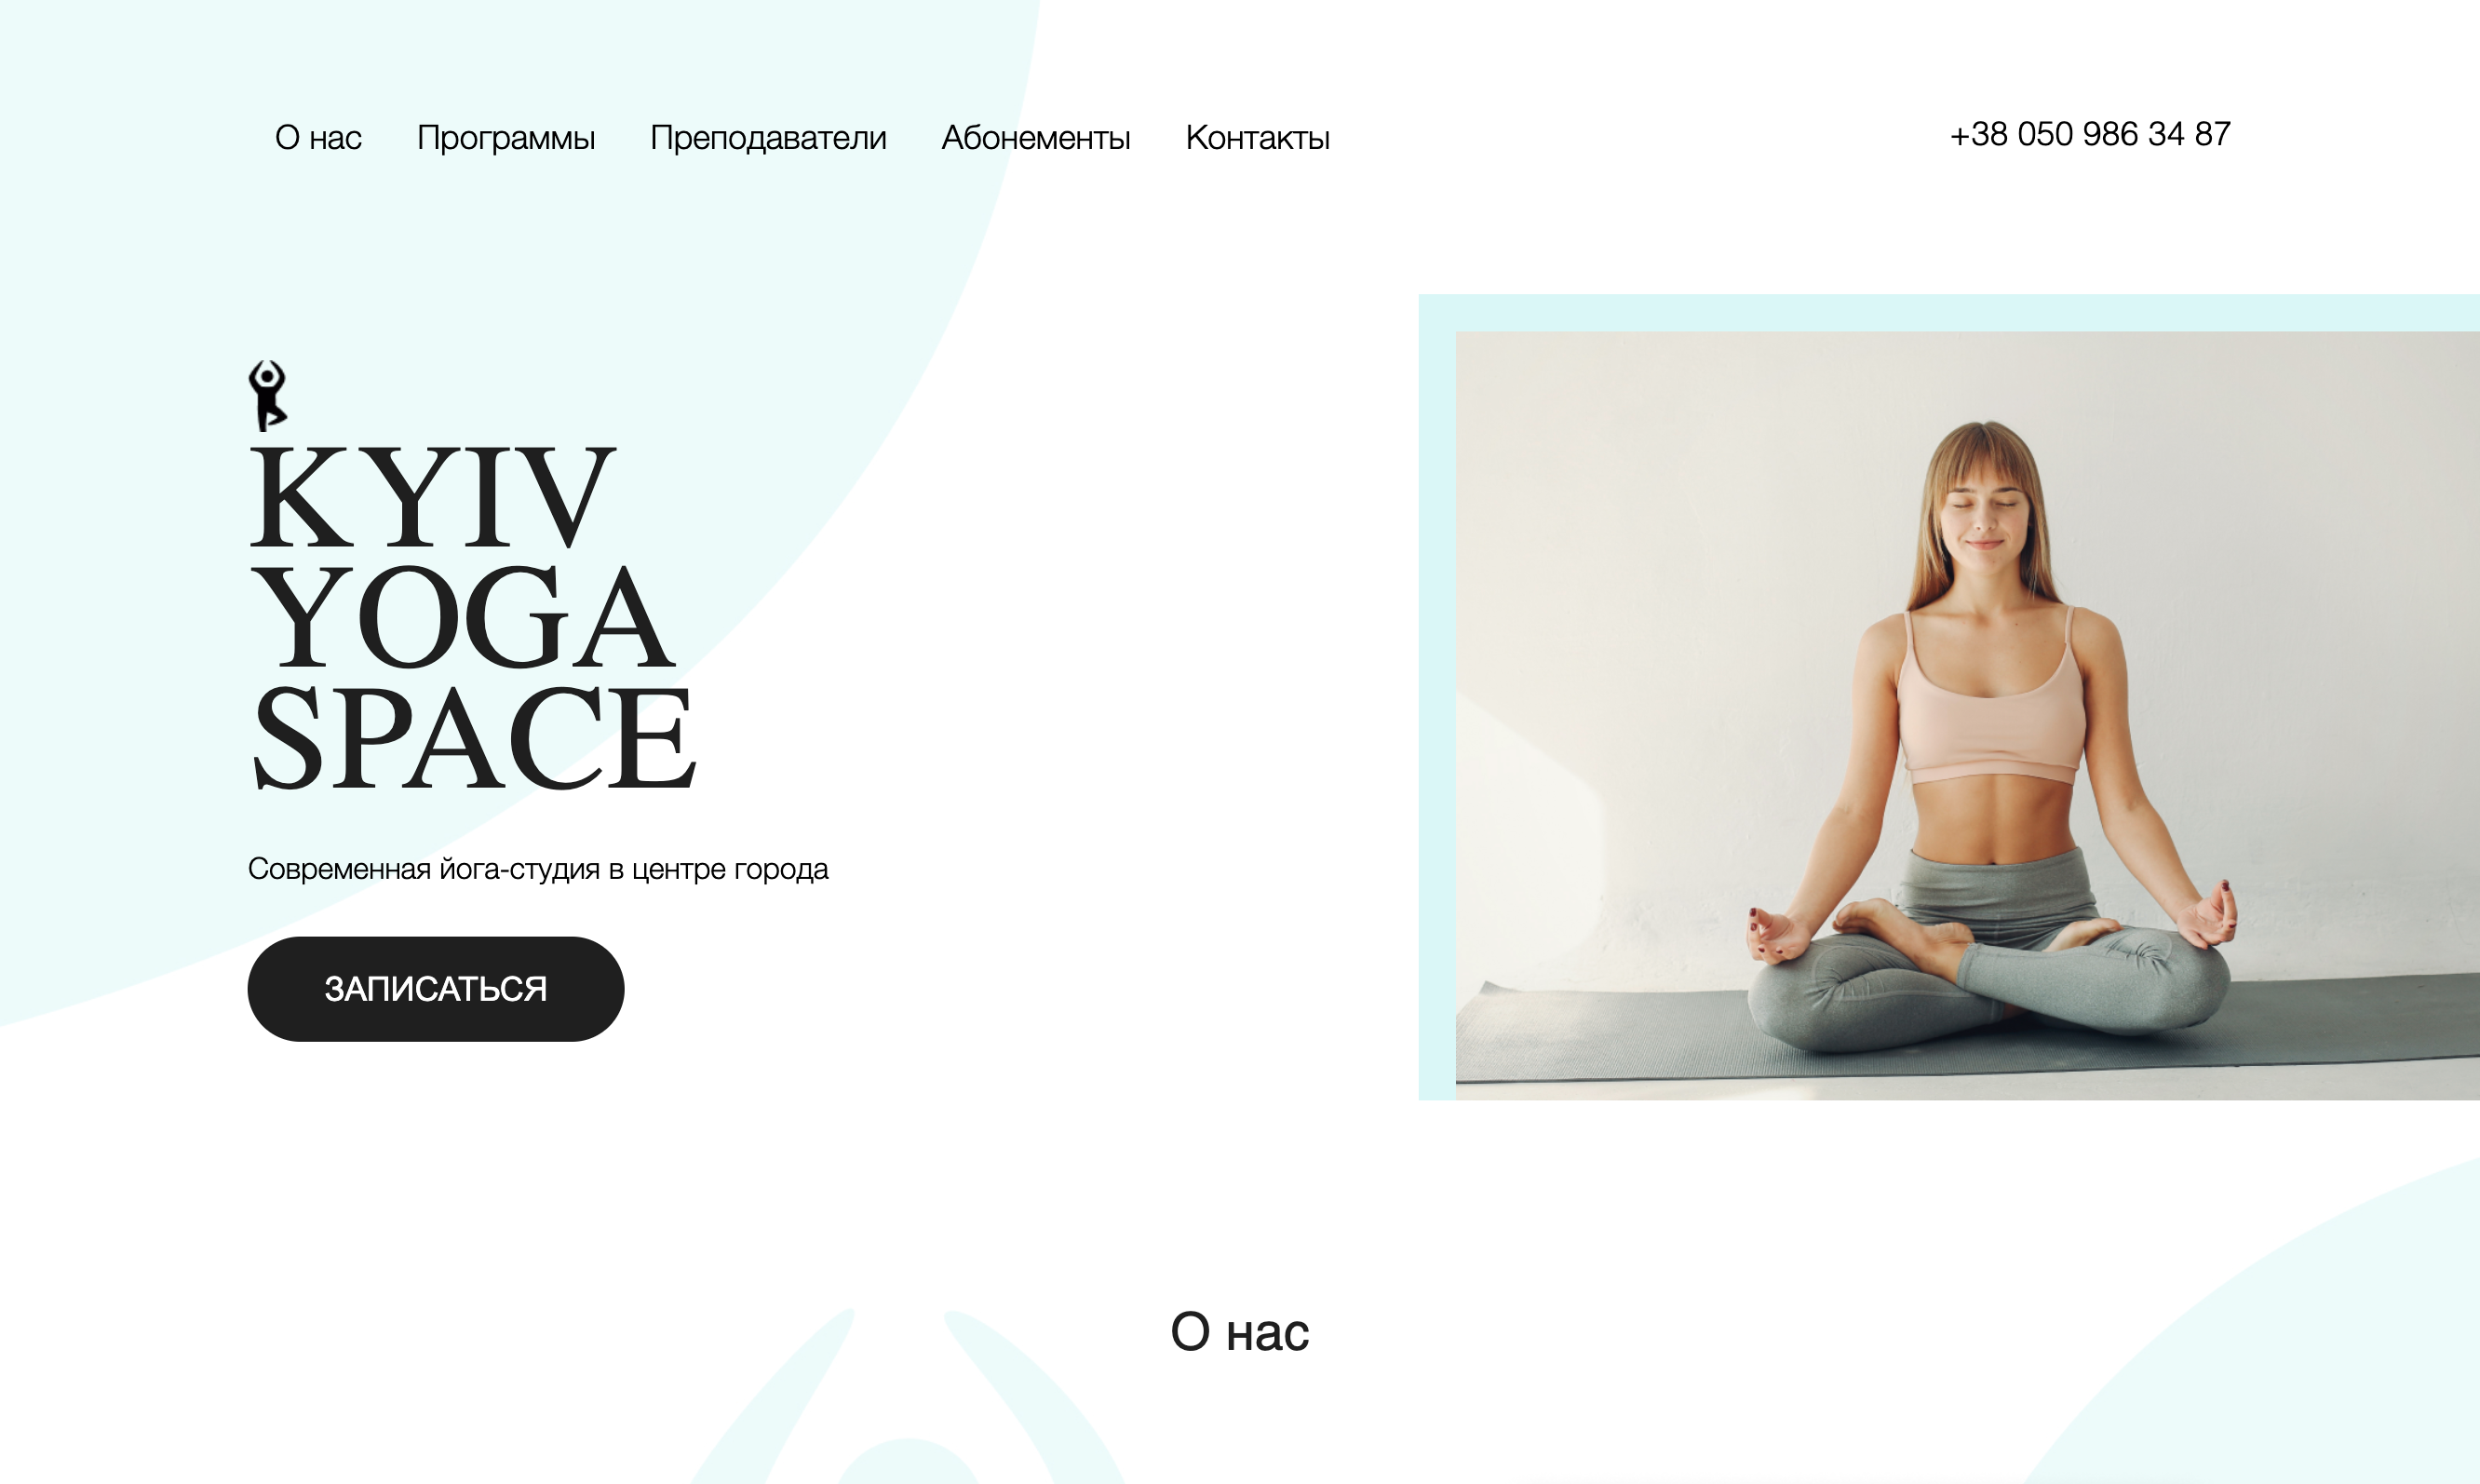 О нас Программы Преподаватели Абонементы Контакты +38 050 986 34 87
KYIV
YOGA
SPACE
Современная йога-студия в центре города
ЗАПИСАТЬСЯ
О нас